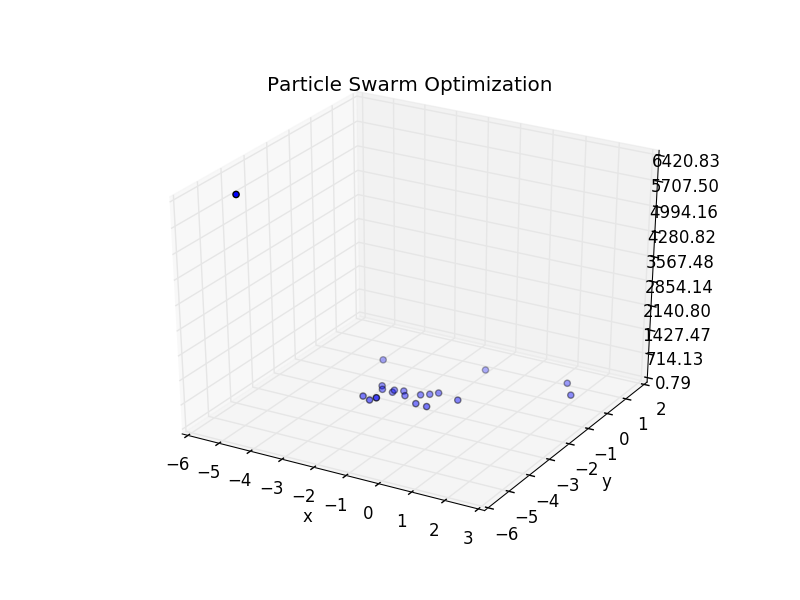 Particle Swarm Optimization
6420.83
5707.50
4994.16
4280.82
3567.48
2854.14
2140.80
1427.47
714.13
0.79
−6 −5 −4 −3 −2 −1 0 1 2 3
x
−6 −5 −4 −3 −2 −1 0 1 2
y